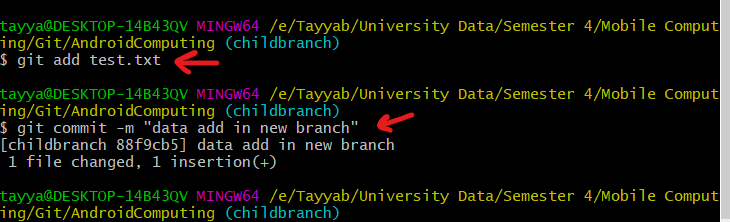 tayya@DESKTOP-14B43QV MINGW64 /e/Tayyab/University Data/Semester 4/Mobile Comput
ing/Git/AndroidComputing (childbranch)
$ git add test.txt
tayya@DESKTOP-14B43QV MINGW64 /e/Tayyab/University Data/Semester 4/Mobile Comput
ing/Git/AndroidComputing (childbranch)
$ git commit -m "data add in new branch"
[childbranch 88f9cb5] data add in new branch
1 file changed, 1 insertion(+)
tayya@DESKTOP-14B43QV MINGW64 /e/Tayyab/University Data/Semester 4/Mobile Comput
ing/Git/AndroidComputing (childbranch)